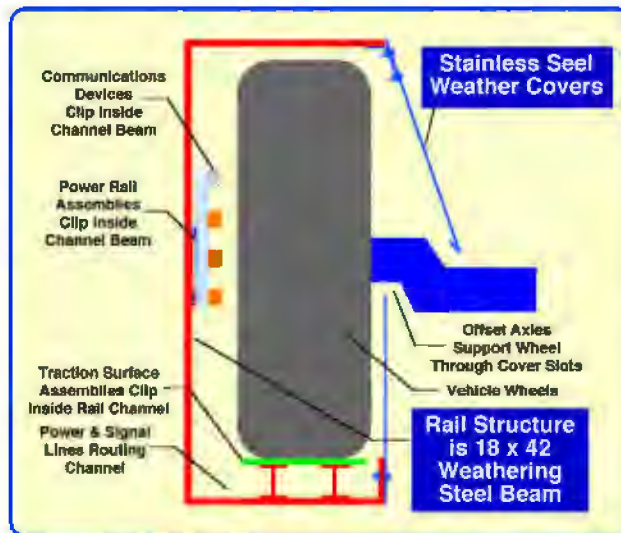 Communications
Devices
Clip Inside
Channel Beam
Stainless Seel
Weather Covers
Power Rail
Assemblies
Clip Inside
Channel Beam
Offset Axles
Support Wheel
Through Cover Slots
Traction Surface
Assemblies Clip
Inside Rail Channel
Vehicle Wheels
Power & Signal
Lines Routing
Channel
Rail Structure
is 18 x 42
Weathering
Steel Beam